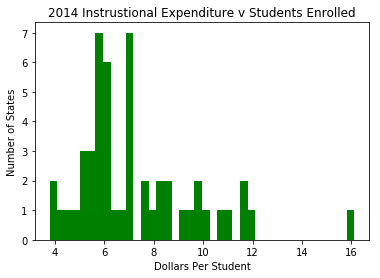 2014 Instrustional Expenditure v Students Enrolled
7
6
5
4
3
2
1
0
Number of States
4 6 8 10 12 14 16
Dollars Per Student